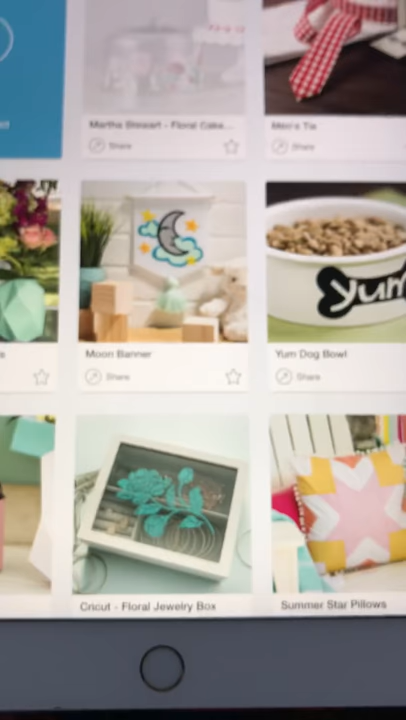 Martha Stewart - Floral Cake...
Men's Tie
Share
Share
Yum
Moon Banner
Yum Dog Bowl
Share
Share
Cricut - Floral Jewelry Box
Summer Star Pillows